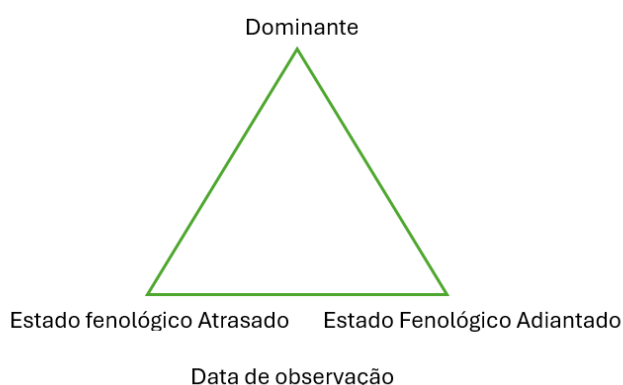 Dominante
Estado fenológico Atrasado
Estado Fenológico Adiantado
Data de observação